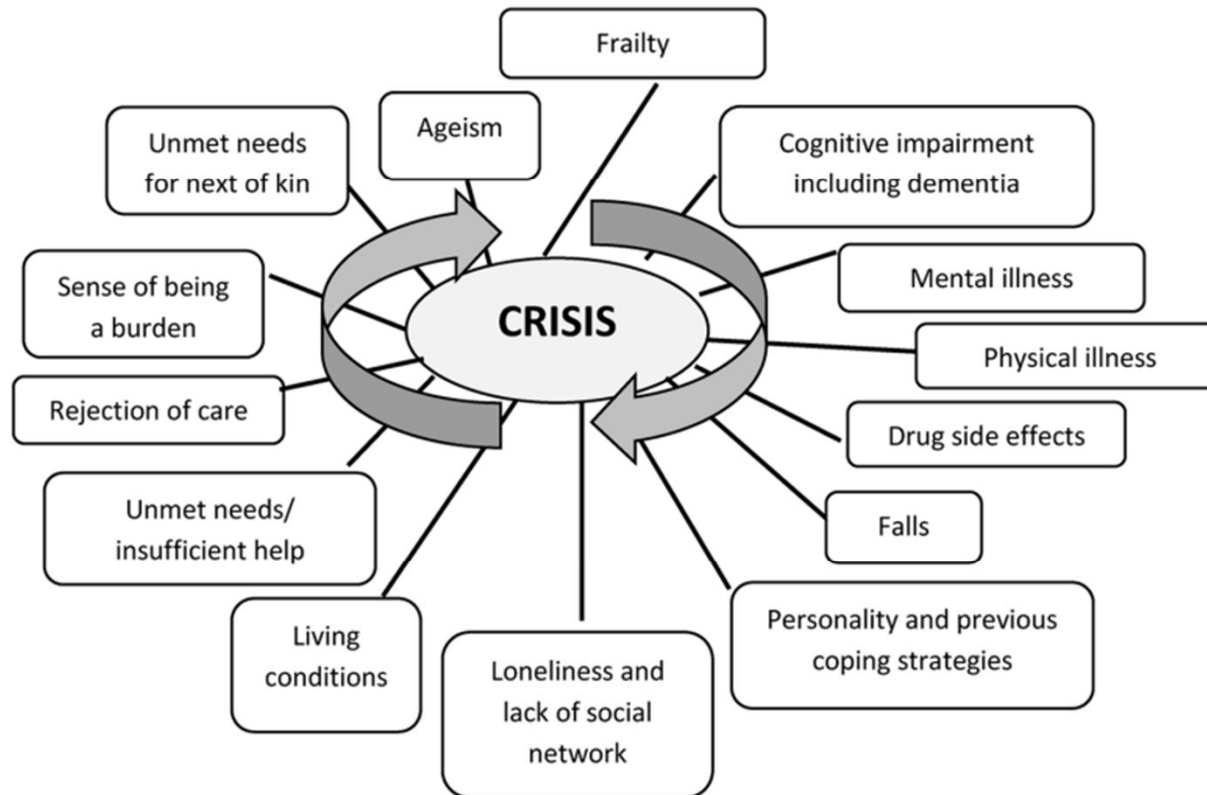 Frailty
Ageism
Unmet needs
for next of kin
Cognitive impairment
including dementia
Sense of being
a burden
CRISIS
Mental illness
Physical illness
Rejection of care
Drug side effects
Unmet needs/
insufficient help
Falls
Living
conditions
Loneliness and
lack of social
network
Personality and previous
coping strategies